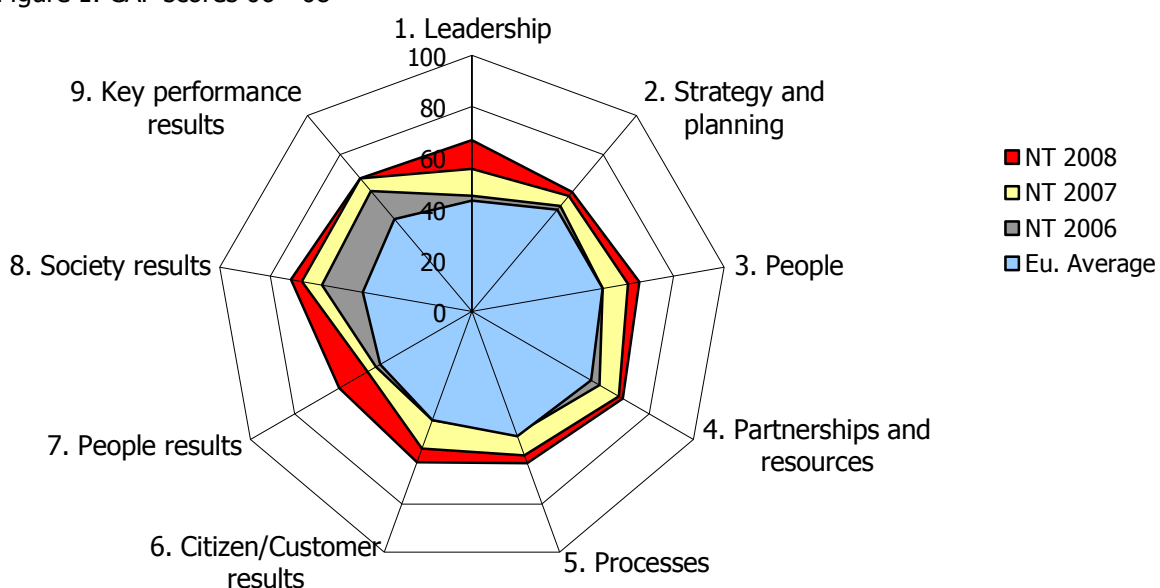 1. Leadership
100
80
60
40
20
0
2. Strategy and
planning
3. People
4. Partnerships and
resources
5. Processes
6. Citizen/Customer
results
7. People results
8. Society results
9. Key performance
results
NT 2008
NT 2007
NT 2006
Eu. Average